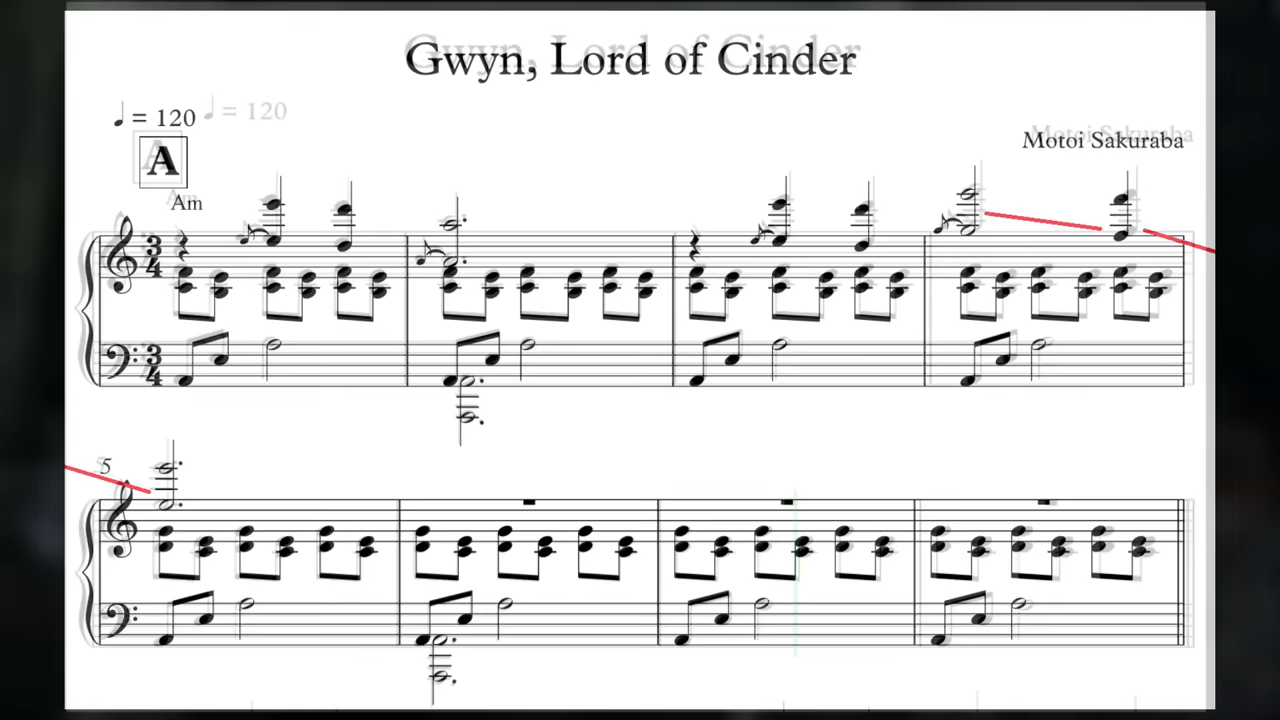 Gwyn, Lord of Cinder
♩ = 120
Motoi Sakuraba
A
Am
3
4
3
4
5